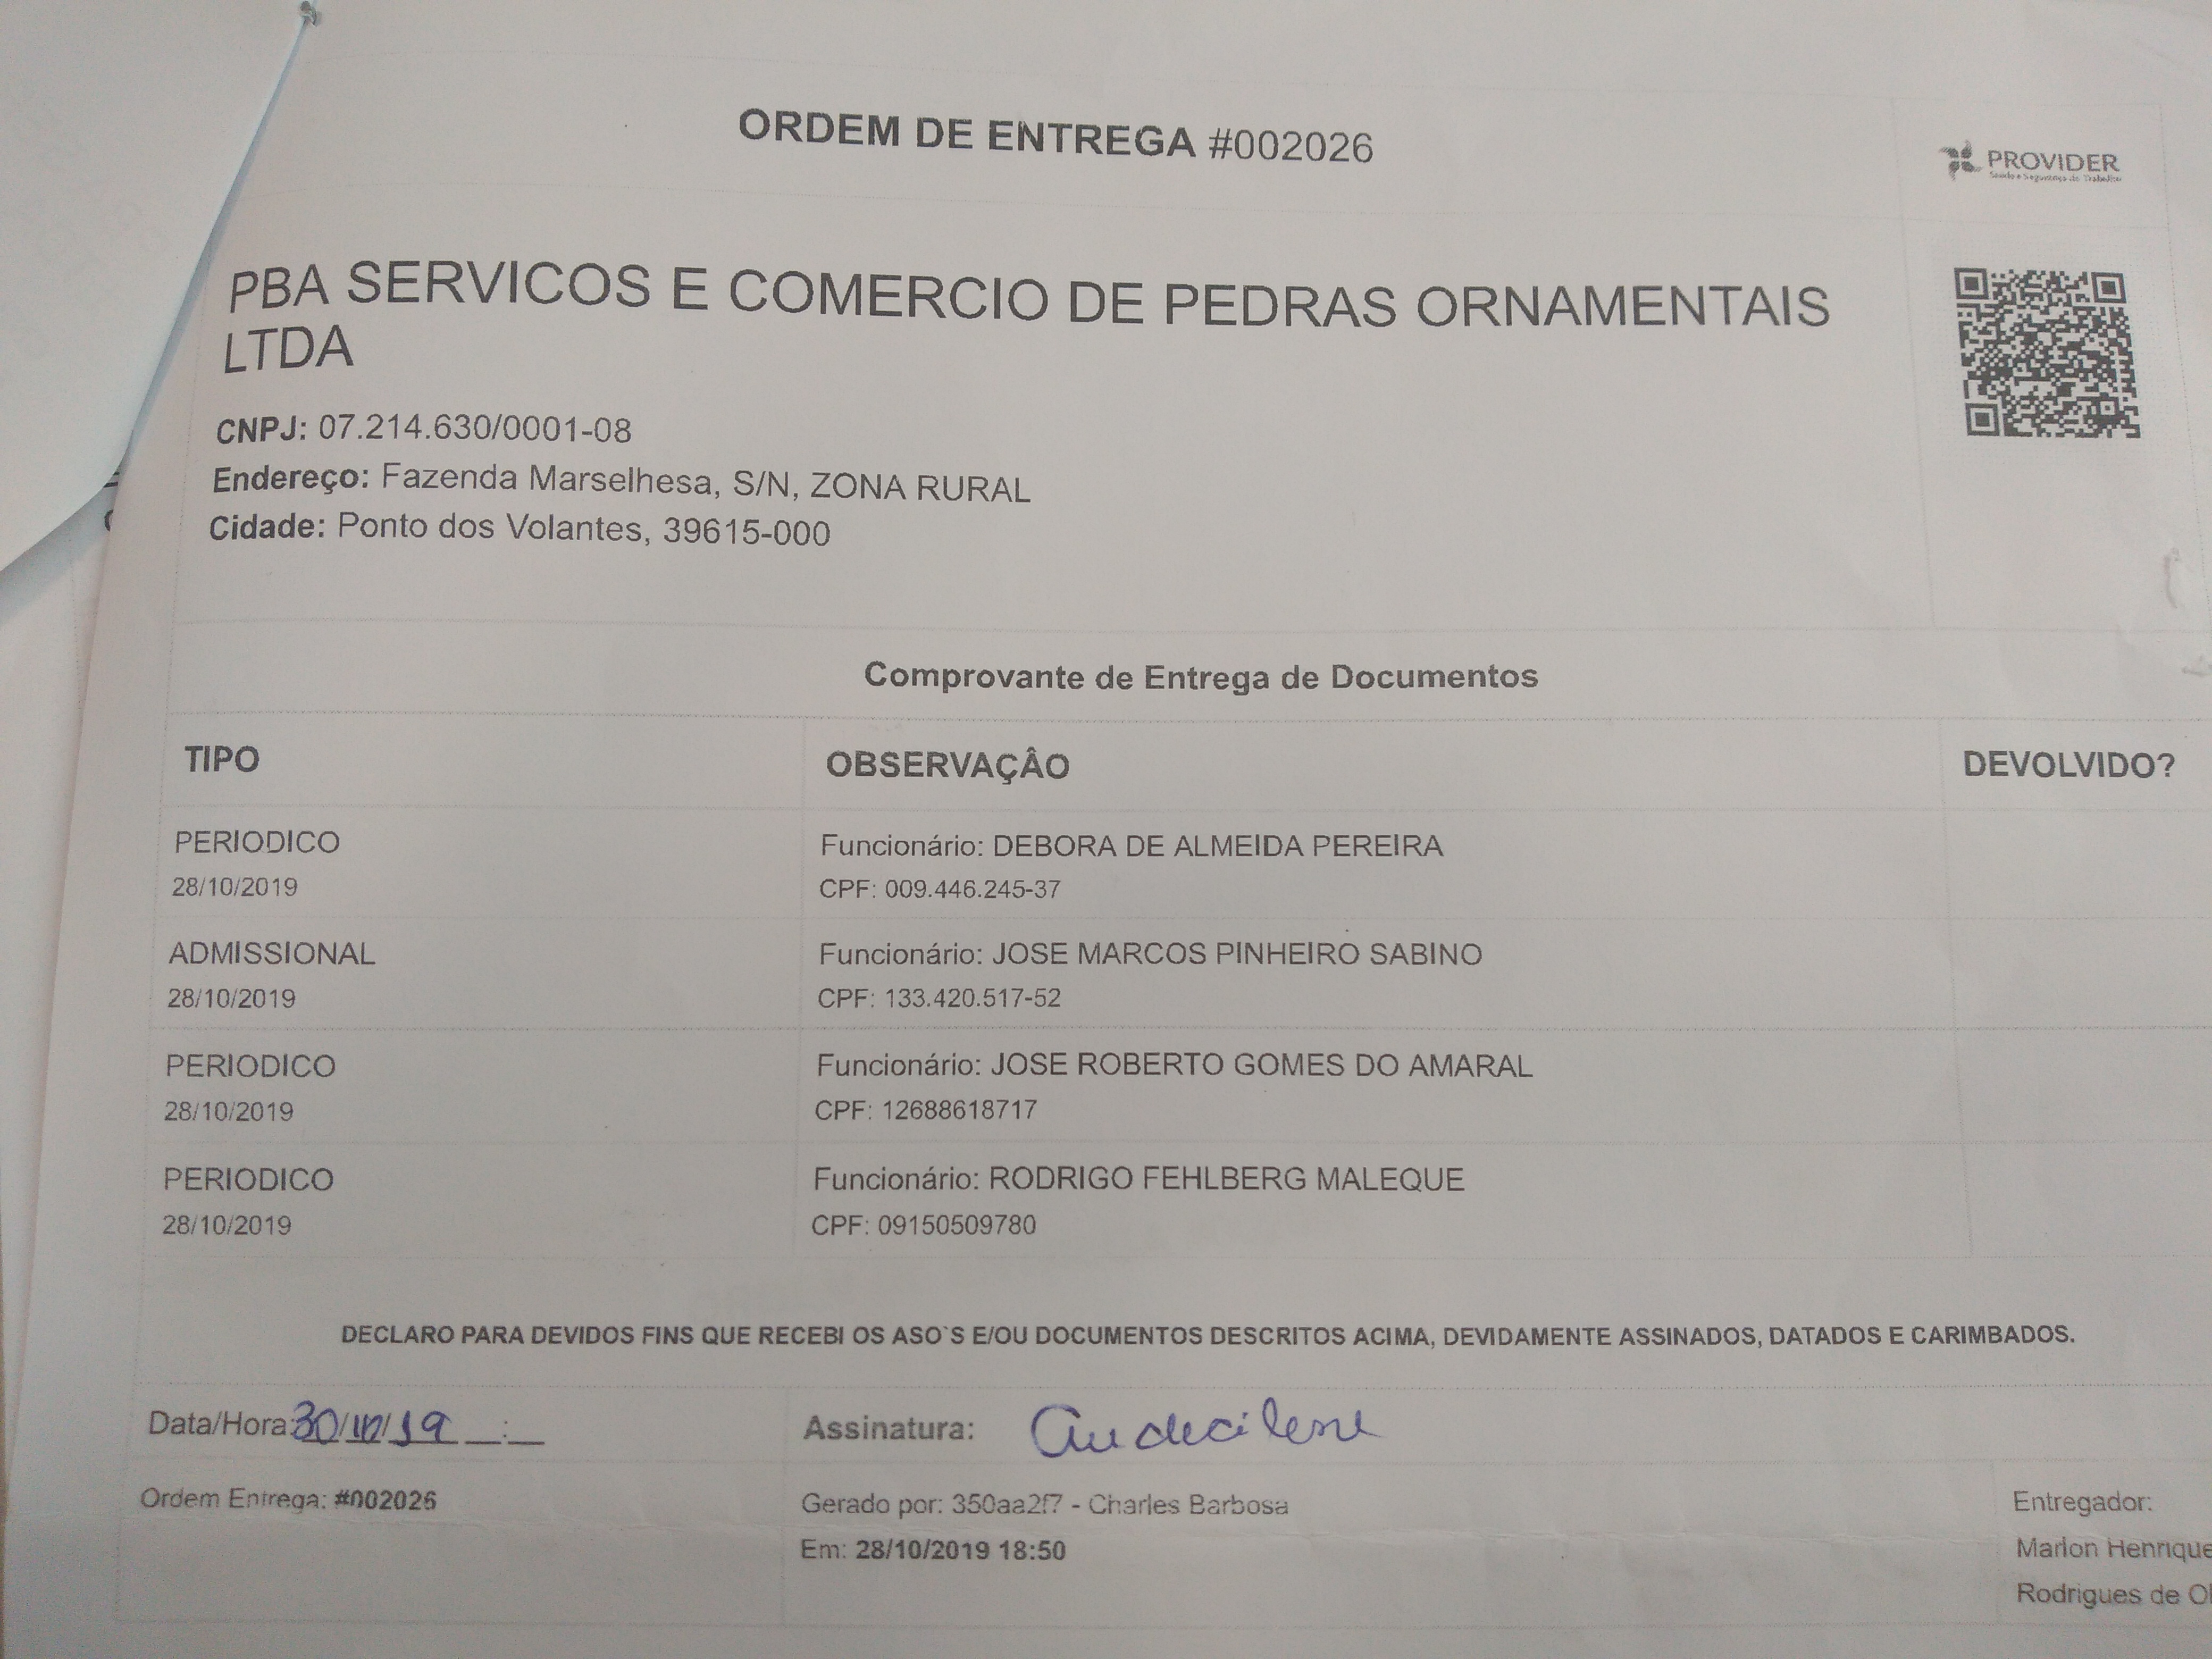 ORDEM DE ENTREGA #002026
PROVIDER
Saúde e Segurança do Trabalho
PBA SERVICOS E COMERCIO DE PEDRAS ORNAMENTAIS
LTDA
CNPJ: 07.214.630/0001-08
Endereço: Fazenda Marselhesa, S/N, ZONA RURAL
Cidade: Ponto dos Volantes, 39615-000
Comprovante de Entrega de Documentos
TIPO OBSERVAÇÂO DEVOLVIDO?
PERIODICO Funcionário: DEBORA DE ALMEIDA PEREIRA
28/10/2019 CPF: 009.446.245-37
ADMISSIONAL Funcionário: JOSE MARCOS PINHEIRO SABINO
28/10/2019 CPF: 133.420.517-52
PERIODICO Funcionário: JOSE ROBERTO GOMES DO AMARAL
28/10/2019 CPF: 12688618717
PERIODICO Funcionário: RODRIGO FEHLBERG MALEQUE
28/10/2019 CPF: 09150509780
DECLARO PARA DEVIDOS FINS QUE RECEBI OS ASO`S E/OU DOCUMENTOS DESCRITOS ACIMA, DEVIDAMENTE ASSINADOS, DATADOS E CARIMBADOS.
Data/Hora: 30/10/19 __:__ Assinatura: Audecilene
Ordem Entrega: #002026 Gerado por: 350aa2f7 - Charles Barbosa Entregador:
Em: 28/10/2019 18:50 Marlon Henrique
Rodrigues de Ol